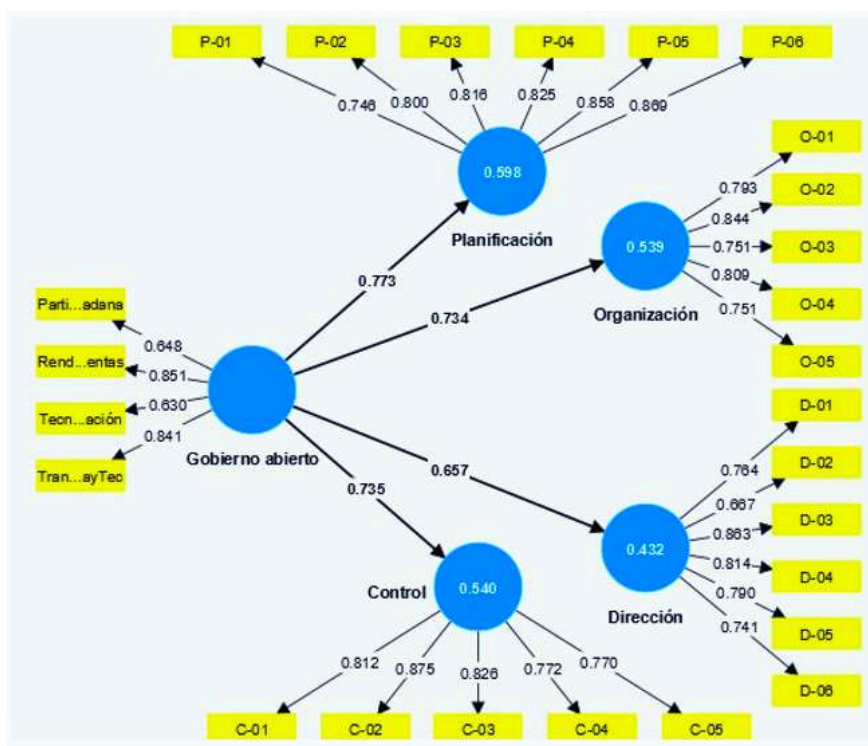 P-01 P-02 P-03 P-04 P-05 P-06
0.746 0.800 0.816 0.825 0.858 0.869
0.598
Planificación
O-01
O-02
O-03
O-04
O-05
0.793
0.844
0.751
0.809
0.751
0.539
Organización
0.773
0.734
Parti...adana
Rend...entas
Tecn...ación
Tran...ayTec
0.648
0.851
0.630
0.841
Gobierno abierto
0.735
0.657
D-01
D-02
D-03
D-04
D-05
D-06
0.764
0.667
0.863
0.814
0.790
0.741
0.432
Dirección
Control
0.540
0.812 0.875 0.826 0.772 0.770
C-01 C-02 C-03 C-04 C-05